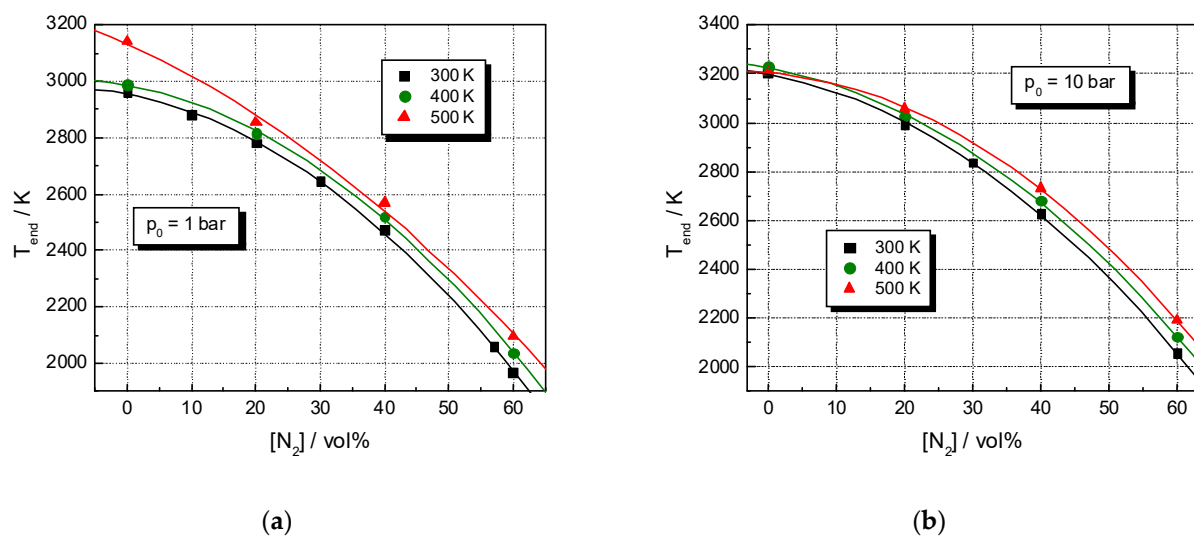 3200
3000
2800
2600
2400
2200
2000
T_end / K
300 K
400 K
500 K
p_0 = 1 bar
0 10 20 30 40 50 60
[N_2] / vol%
(a)
3400
3200
3000
2800
2600
2400
2200
2000
T_end / K
p_0 = 10 bar
300 K
400 K
500 K
0 10 20 30 40 50 60
[N_2] / vol%
(b)